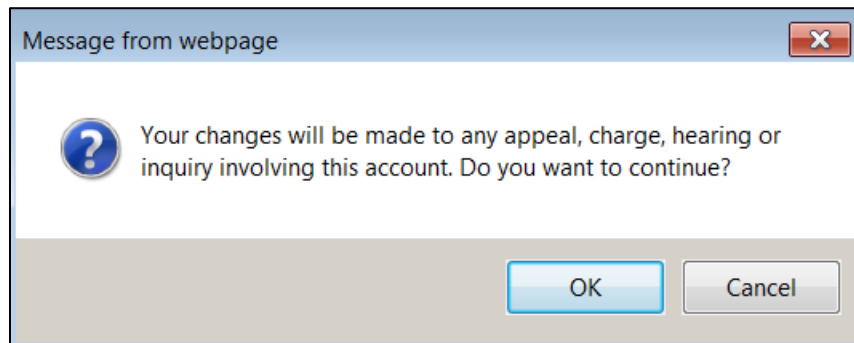 Message from webpage
Your changes will be made to any appeal, charge, hearing or
inquiry involving this account. Do you want to continue?
OK
Cancel